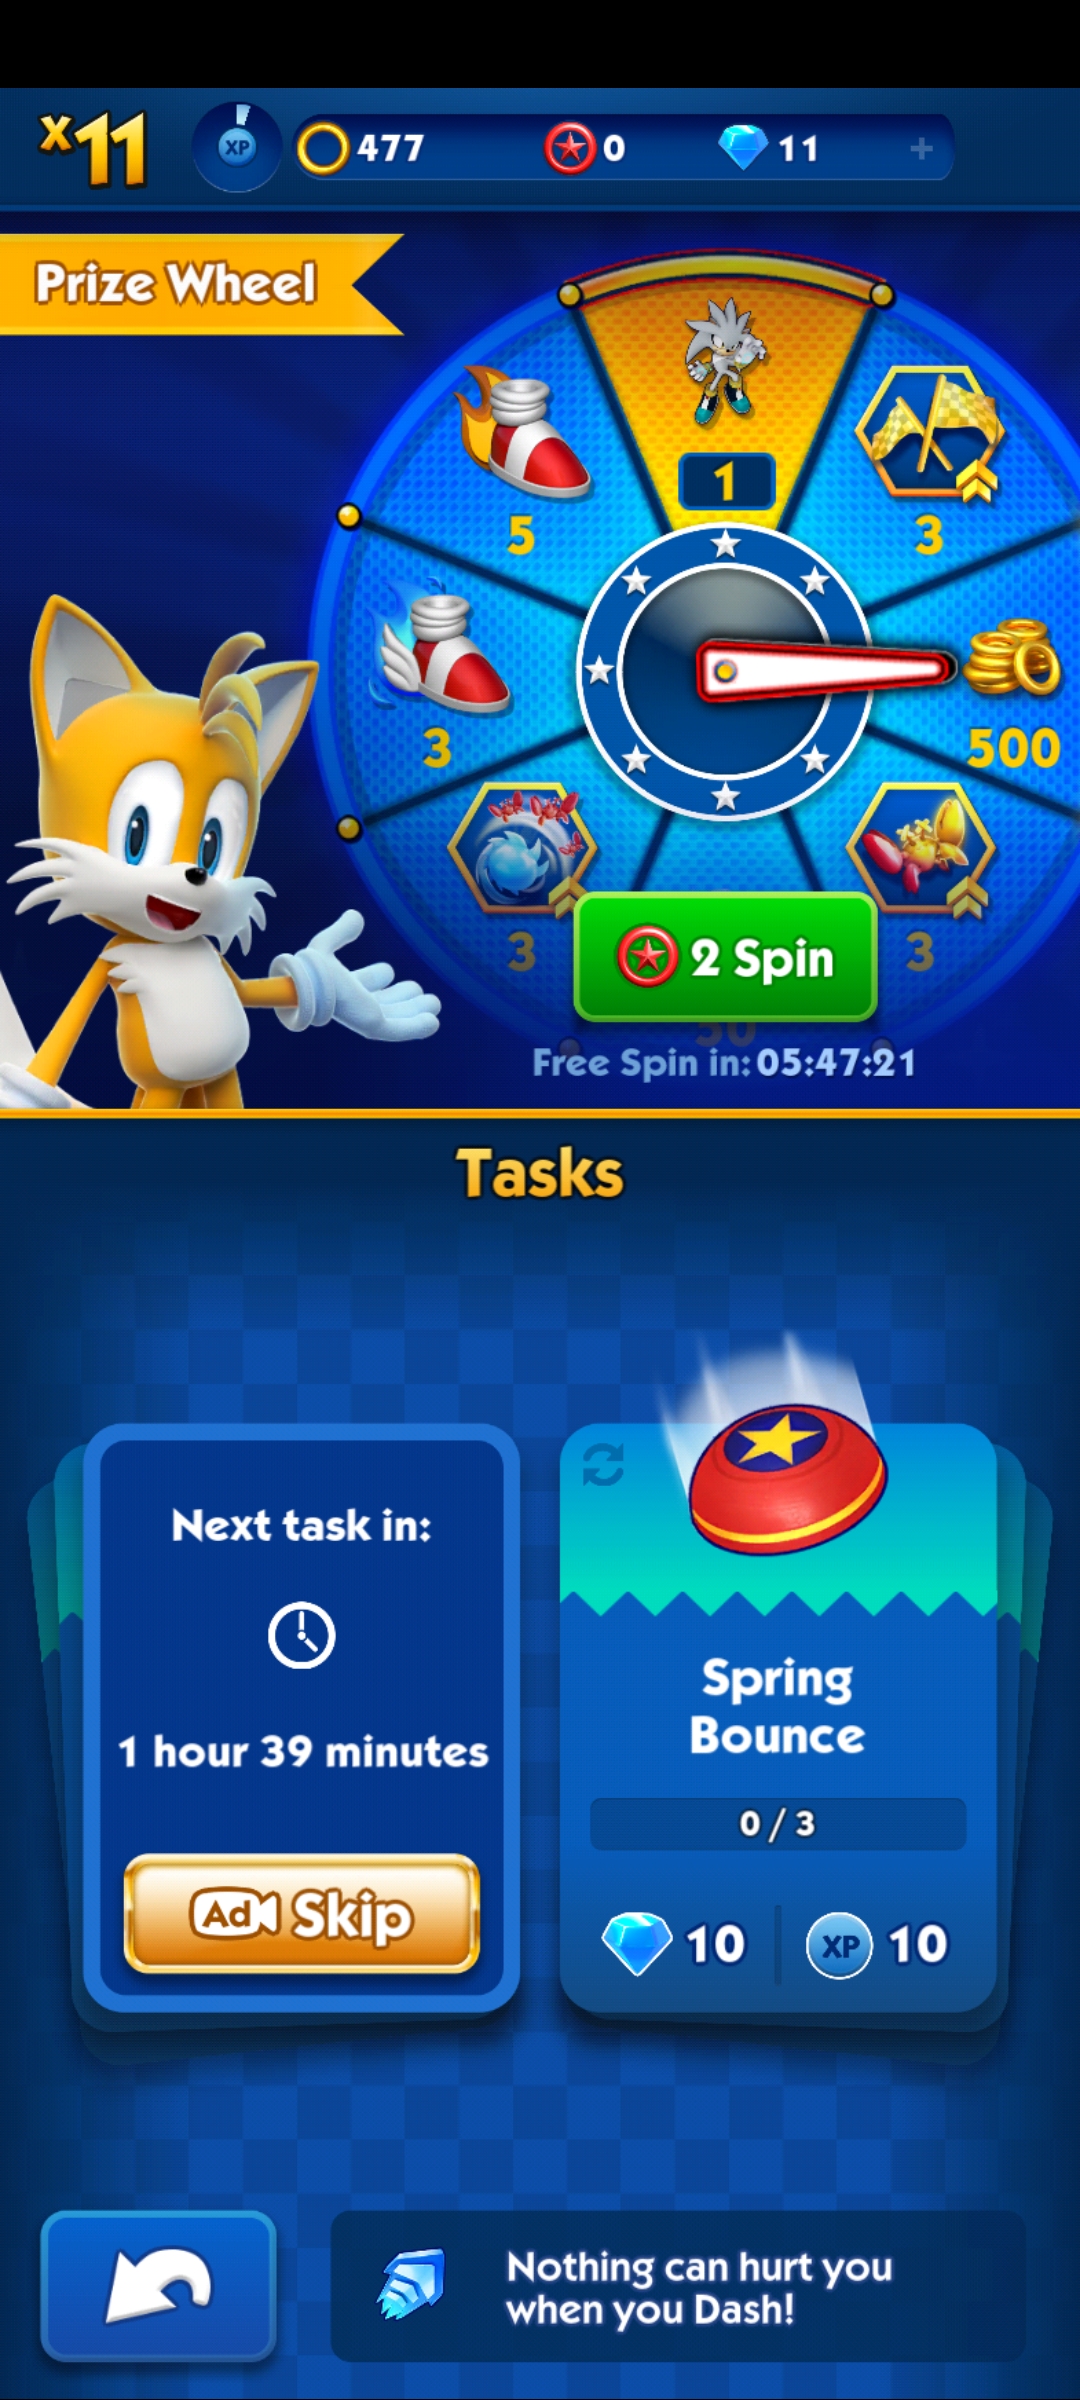 x11
XP
477
0
11
+
Prize Wheel
1
5
3
3
500
3
3
2 Spin
50
Free Spin in: 05:47:21
Tasks
Next task in:
1 hour 39 minutes
Ad Skip
Spring
Bounce
0 / 3
10
XP 10
Nothing can hurt you
when you Dash!